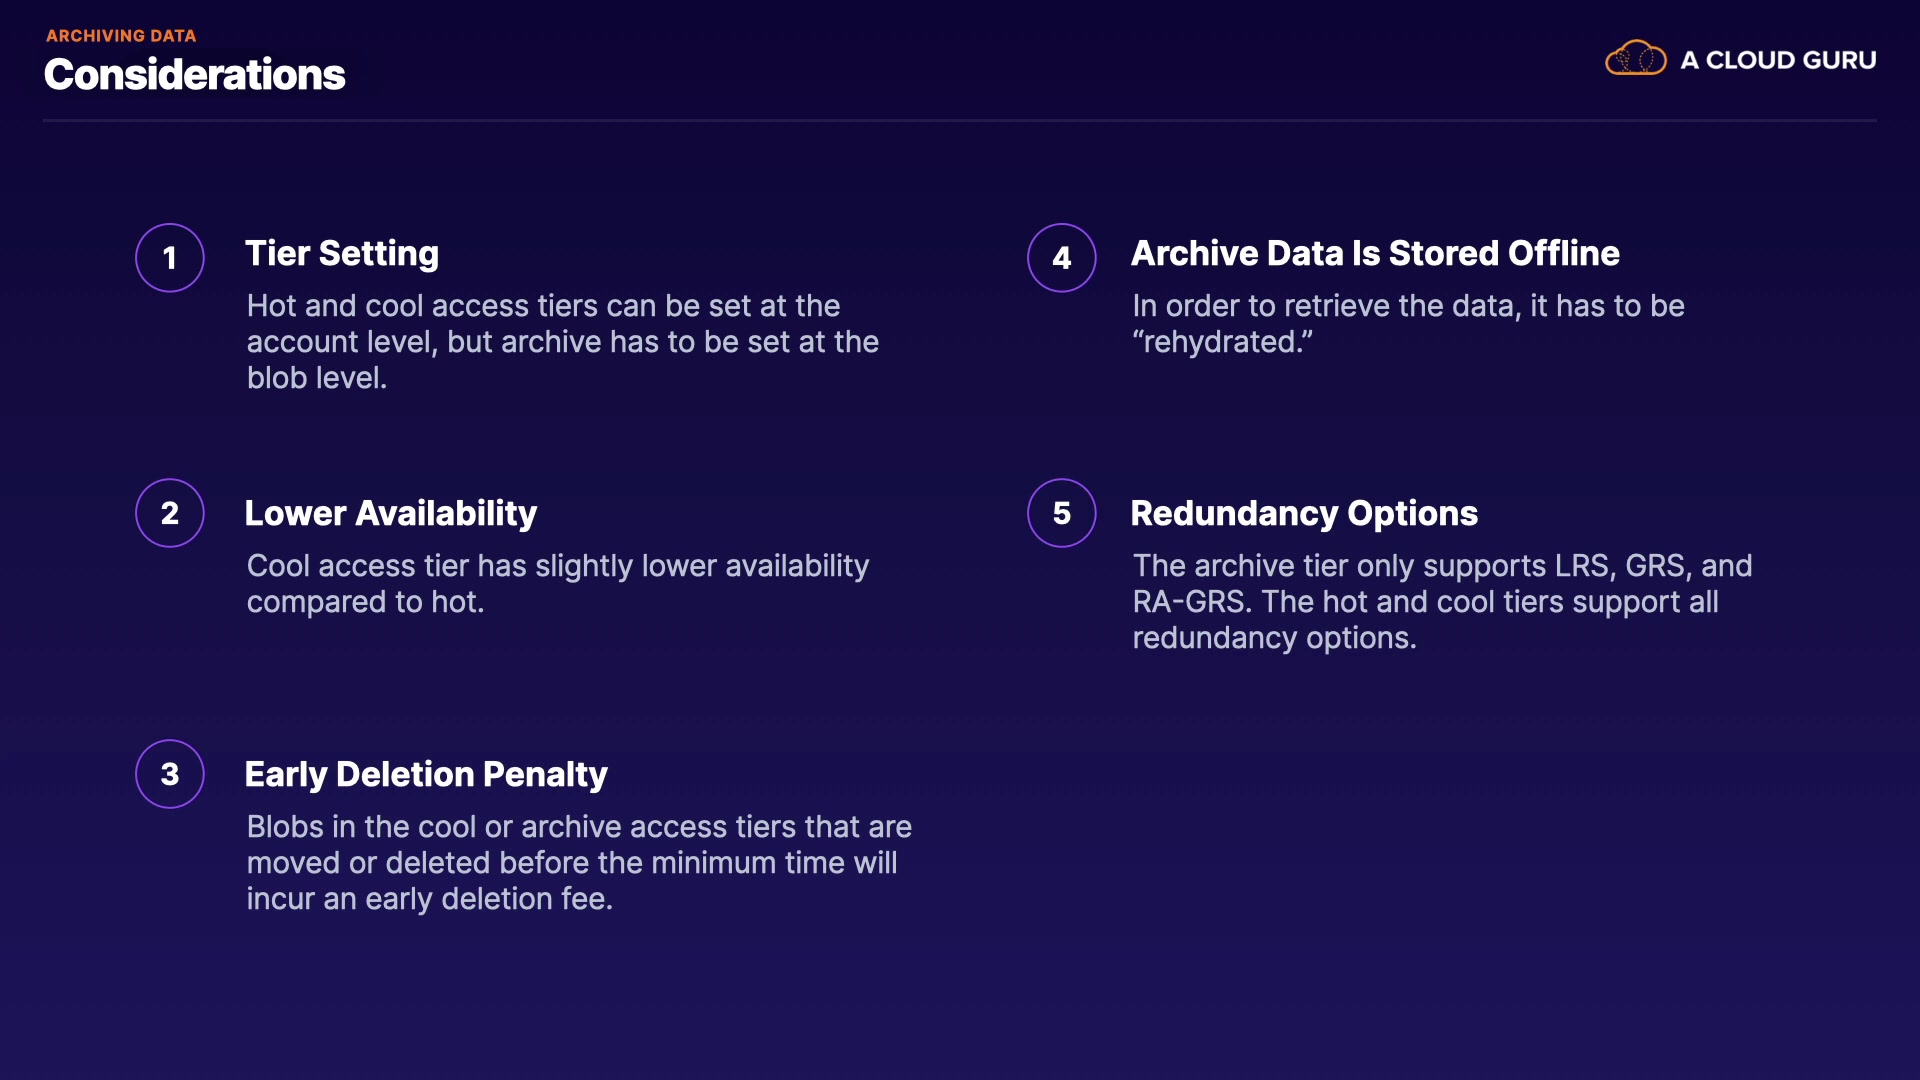 ARCHIVING DATA
Considerations
A CLOUD GURU
1
Tier Setting
Hot and cool access tiers can be set at the
account level, but archive has to be set at the
blob level.
2
Lower Availability
Cool access tier has slightly lower availability
compared to hot.
3
Early Deletion Penalty
Blobs in the cool or archive access tiers that are
moved or deleted before the minimum time will
incur an early deletion fee.
4
Archive Data Is Stored Offline
In order to retrieve the data, it has to be
“rehydrated.”
5
Redundancy Options
The archive tier only supports LRS, GRS, and
RA-GRS. The hot and cool tiers support all
redundancy options.